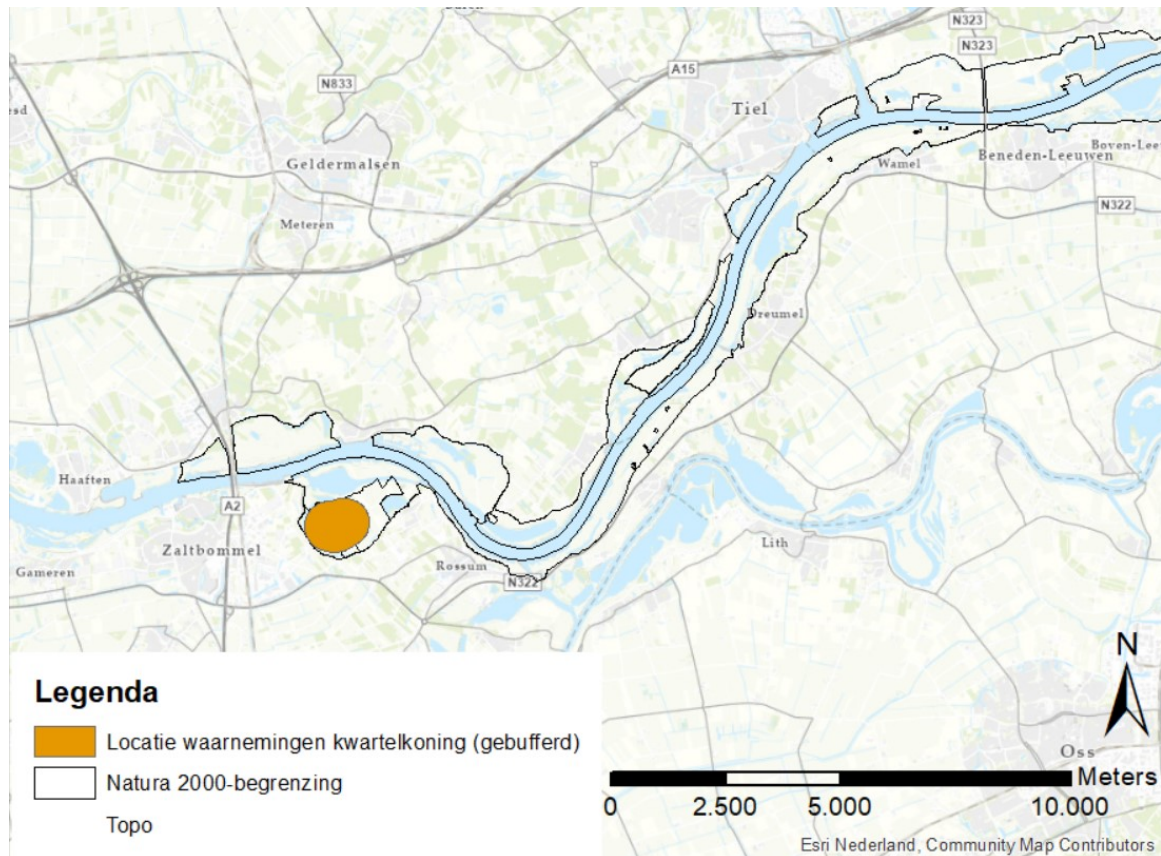 N323
N323
A15
N833
Tiel
Geldermalsen
Boven-Lee
Beneden-Leeuwen
Wamel
N322
Meteren
Dreumel
Haaften
A2
Zaltbommel
Lith
Gameren
Rossum
N322
Legenda
Locatie waarnemingen kwartelkoning (gebufferd)
Natura 2000-begrenzing
Topo
N
Oss
Meters
0 2.500 5.000 10.000
Esri Nederland, Community Map Contributors